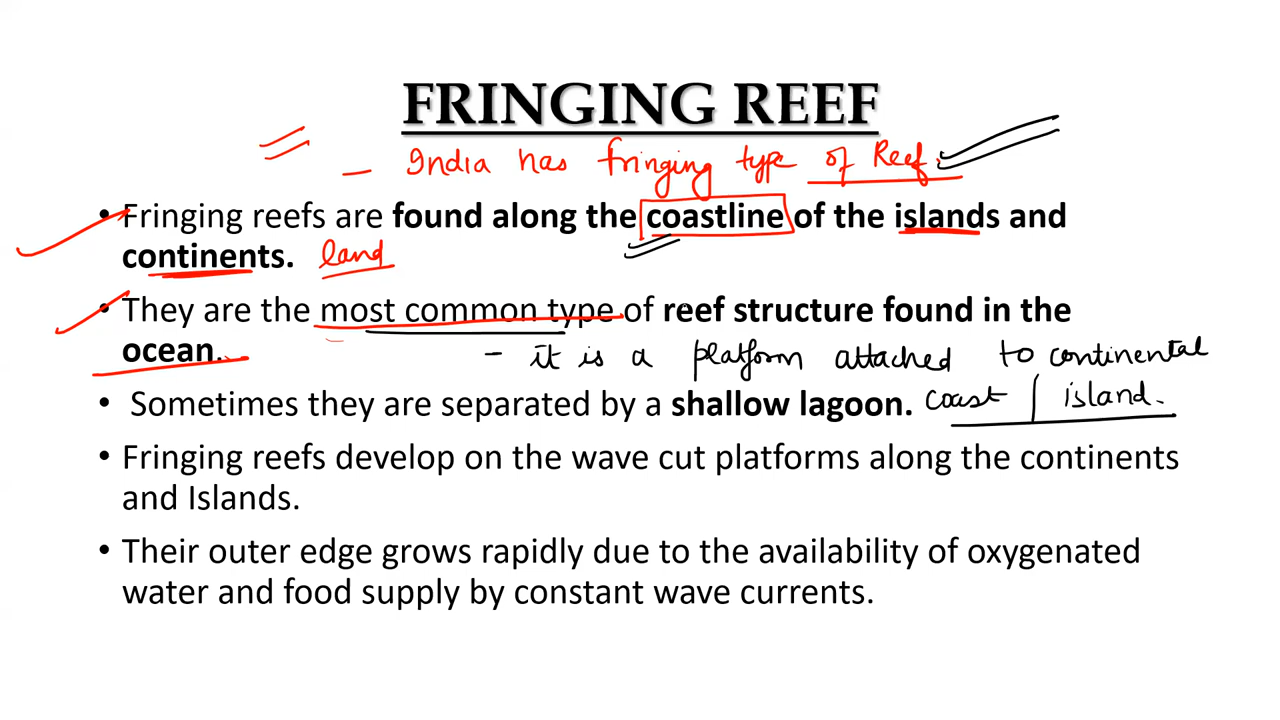 FRINGING REEF
– India has fringing type of Reef.
• Fringing reefs are found along the coastline of the islands and
continents. land
• They are the most common type of reef structure found in the
ocean.
– it is a platform attached to continental
• Sometimes they are separated by a shallow lagoon.
coast / island.
• Fringing reefs develop on the wave cut platforms along the continents
and Islands.
• Their outer edge grows rapidly due to the availability of oxygenated
water and food supply by constant wave currents.